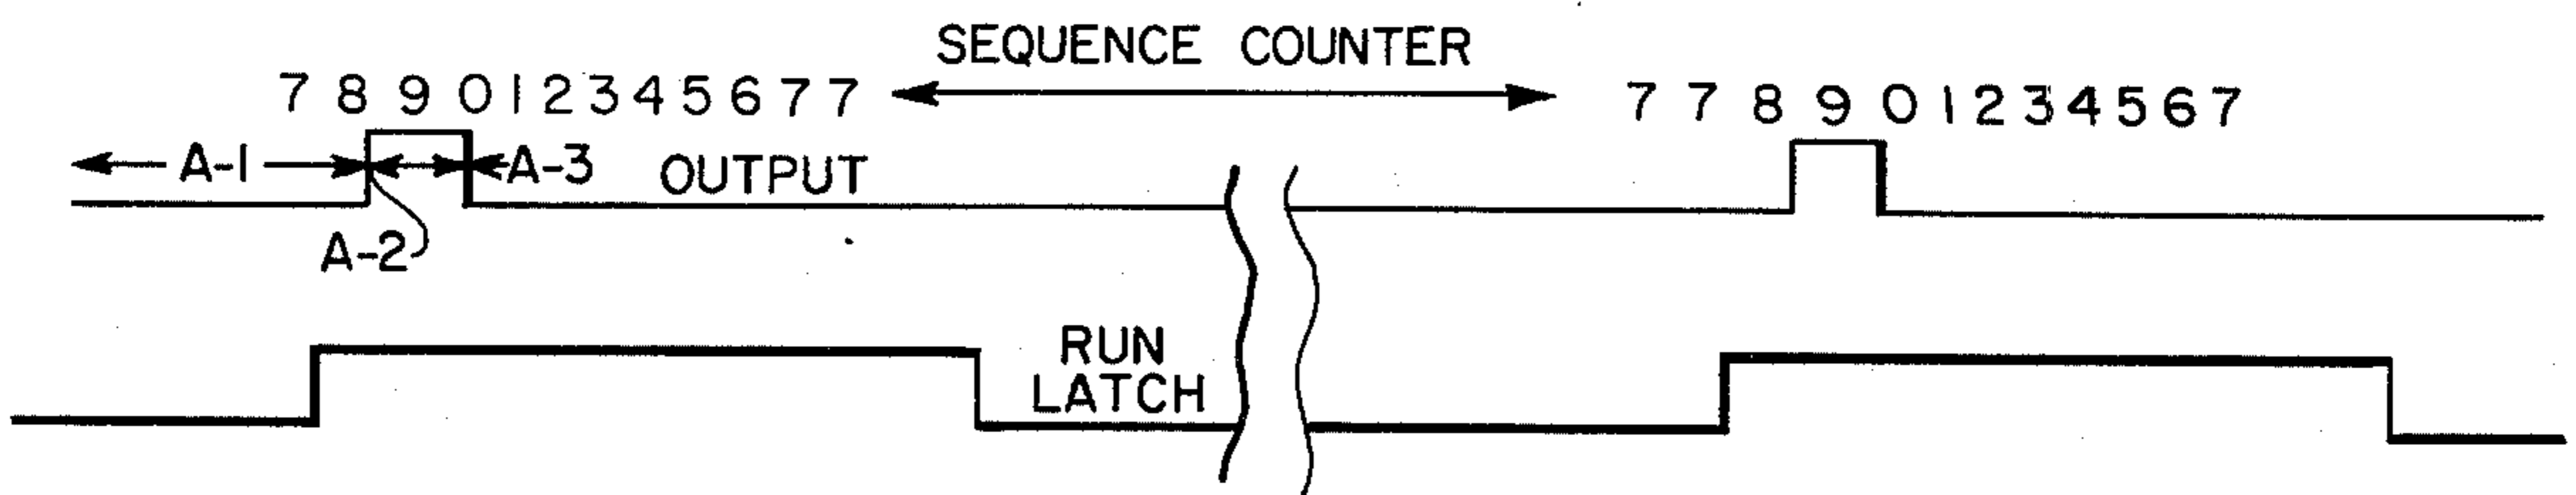 SEQUENCE COUNTER
7 8 9 0 1 2 3 4 5 6 7 7
7 7 8 9 0 1 2 3 4 5 6 7
A-1
A-3
OUTPUT
A-2
RUN
LATCH